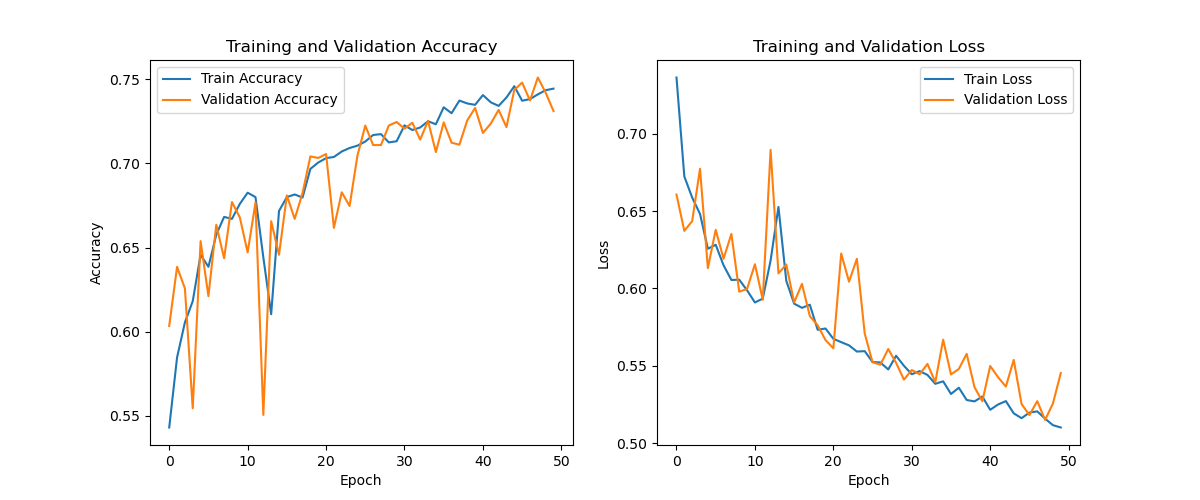 Training and Validation Accuracy
Train Accuracy
Validation Accuracy
0.75
0.70
0.65
0.60
0.55
Accuracy
0
10
20
30
40
50
Epoch
Training and Validation Loss
Train Loss
Validation Loss
0.70
0.65
0.60
0.55
0.50
Loss
0
10
20
30
40
50
Epoch